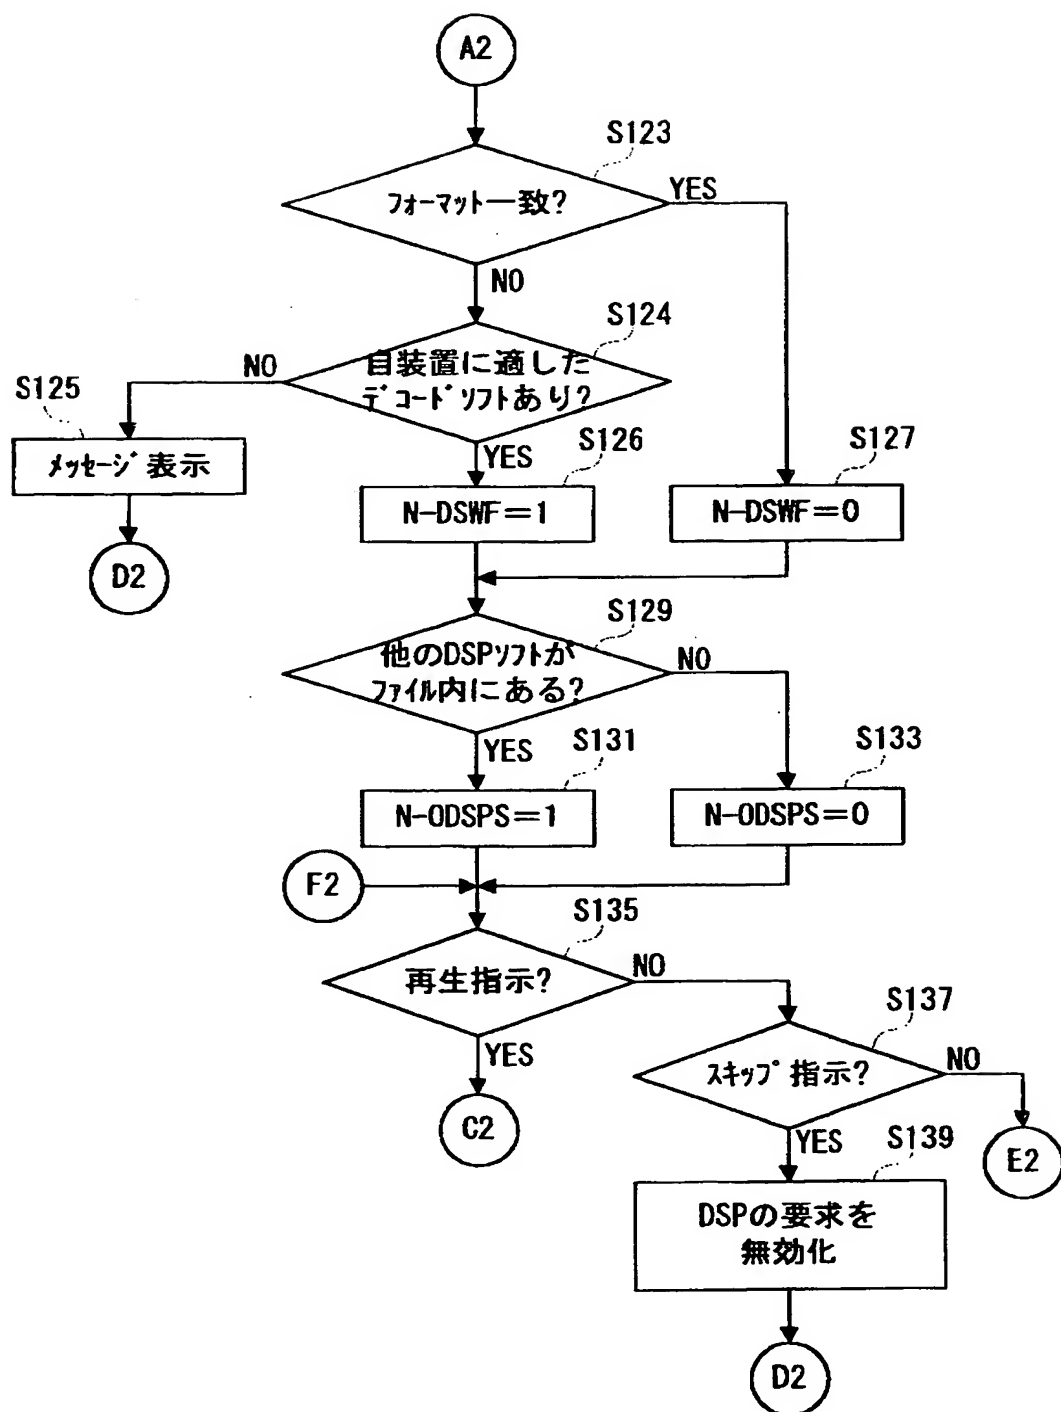 A2
S123
フォーマット一致?
YES
NO
S124
自装置に適した
デコードソフトあり?
NO
S125
メッセージ表示
D2
YES
S126
N-DSWF=1
S127
N-DSWF=0
S129
他のDSPソフトが
ファイル内にある?
NO
YES
S131
N-ODSPS=1
S133
N-ODSPS=0
F2
S135
再生指示?
NO
YES
C2
S137
スキップ指示?
NO
E2
YES
S139
DSPの要求を
無効化
D2